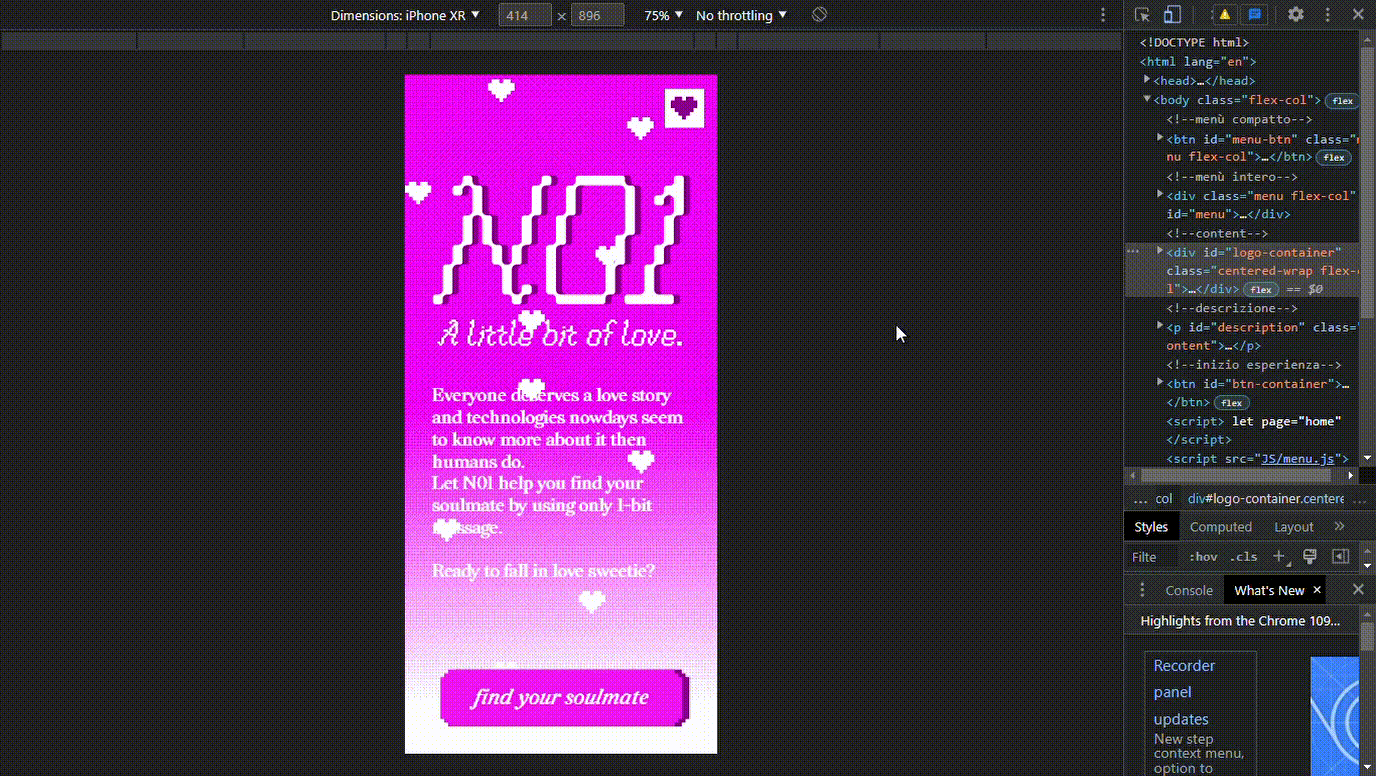 Dimensions: iPhone XR ▼ 414 × 896 75% ▼ No throttling ▼
N01
A little bit of love.
Everyone deserves a love story
and technologies nowdays seem
to know more about it then
humans do.
Let N01 help you find your
soulmate by using only 1-bit
message.
Ready to fall in love sweetie?
find your soulmate
<!DOCTYPE html>
<html lang="en">
<head>…</head>
<body class="flex-col"> flex
<!--menù compatto-->
<btn id="menu-btn" class="m
nu flex-col">…</btn> flex
<!--menù intero-->
<div class="menu flex-col"
id="menu">…</div>
<!--content-->
<div id="logo-container"
class="centered-wrap flex-c
l">…</div> flex == $0
<!--descrizione-->
<p id="description" class=
ontent">…</p>
<!--inizio esperienza-->
<btn id="btn-container">…
</btn> flex
<script> let page="home"
</script>
<script src="JS/menu.js">
… col div#logo-container.centere …
Styles Computed Layout »
Filte :hov .cls +
Console What's New ×
Highlights from the Chrome 109...
Recorder
panel
updates
New step
context menu,
option to